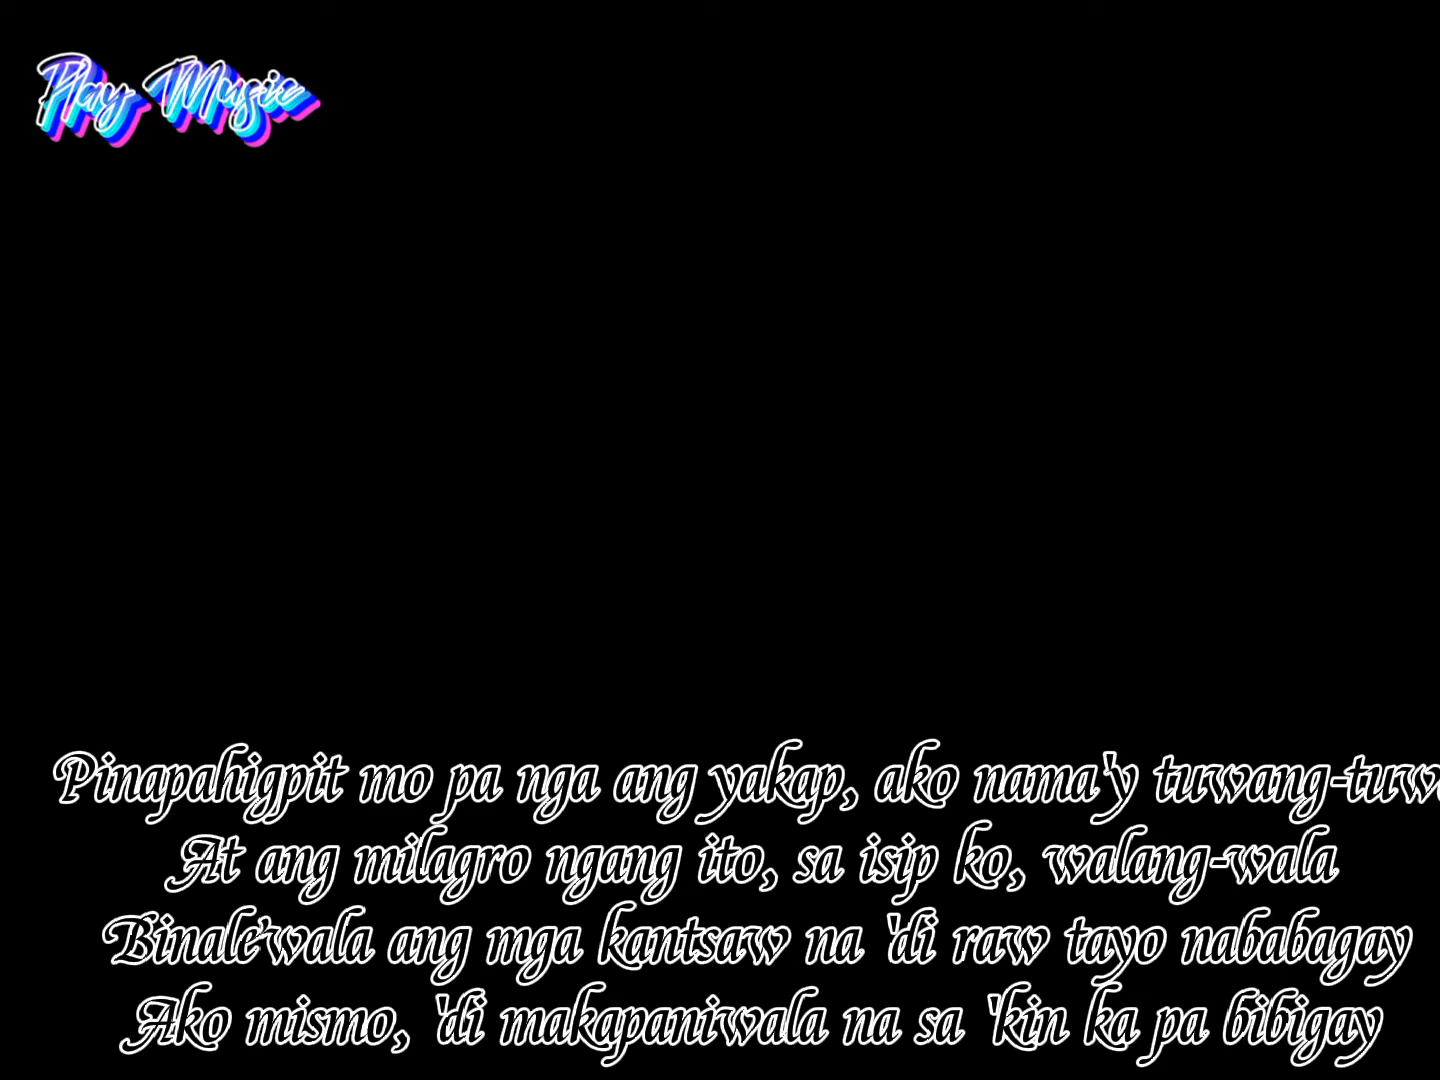 Play Music
Pinapahigpit mo pa nga ang yakap, ako nama'y tuwang-tuw
At ang milagro ngang ito, sa isip ko, walang-wala
Binale'wala ang mga kantsaw na 'di raw tayo nababagay
Ako mismo, 'di makapaniwala na sa 'kin ka pa bibigay